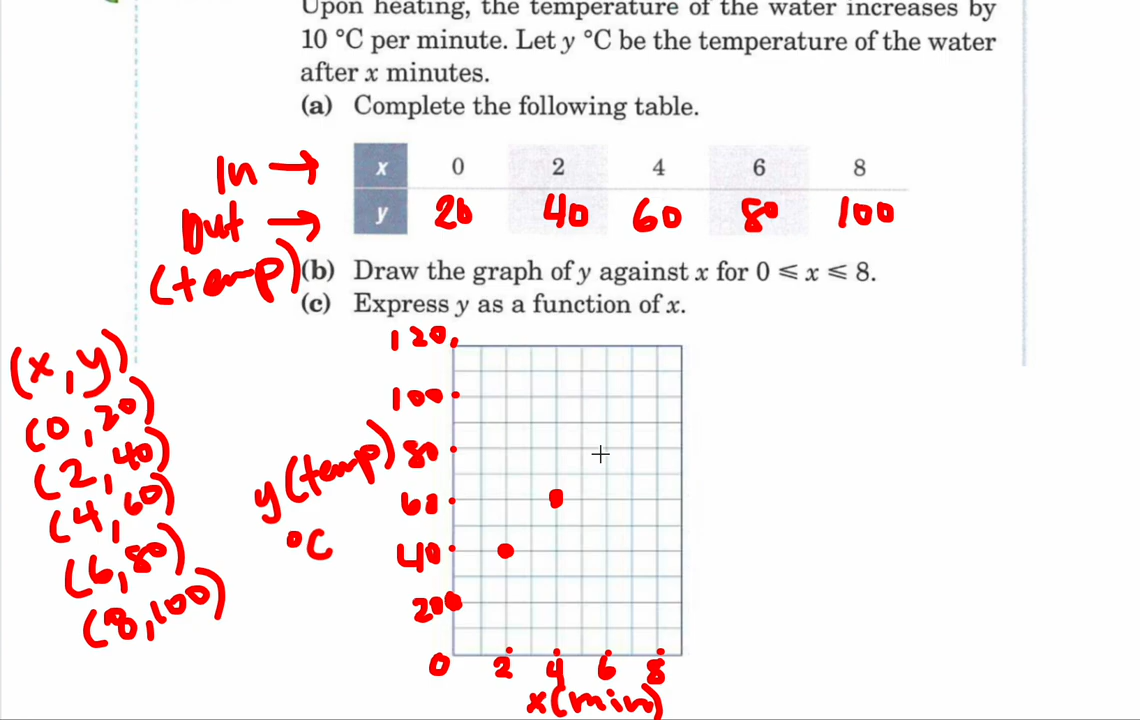 Upon heating, the temperature of the water increases by
10 °C per minute. Let y °C be the temperature of the water
after x minutes.
(a) Complete the following table.
In → x 0 2 4 6 8
Out → y 20 40 60 80 100
(temp)
(b) Draw the graph of y against x for 0 ⩽ x ⩽ 8.
(c) Express y as a function of x.
(x,y)
(0,20)
(2,40)
(4,60)
(6,80)
(8,100)
y (temp)
°C
120
100
80
60
40
20
0 2 4 6 8
x (min)